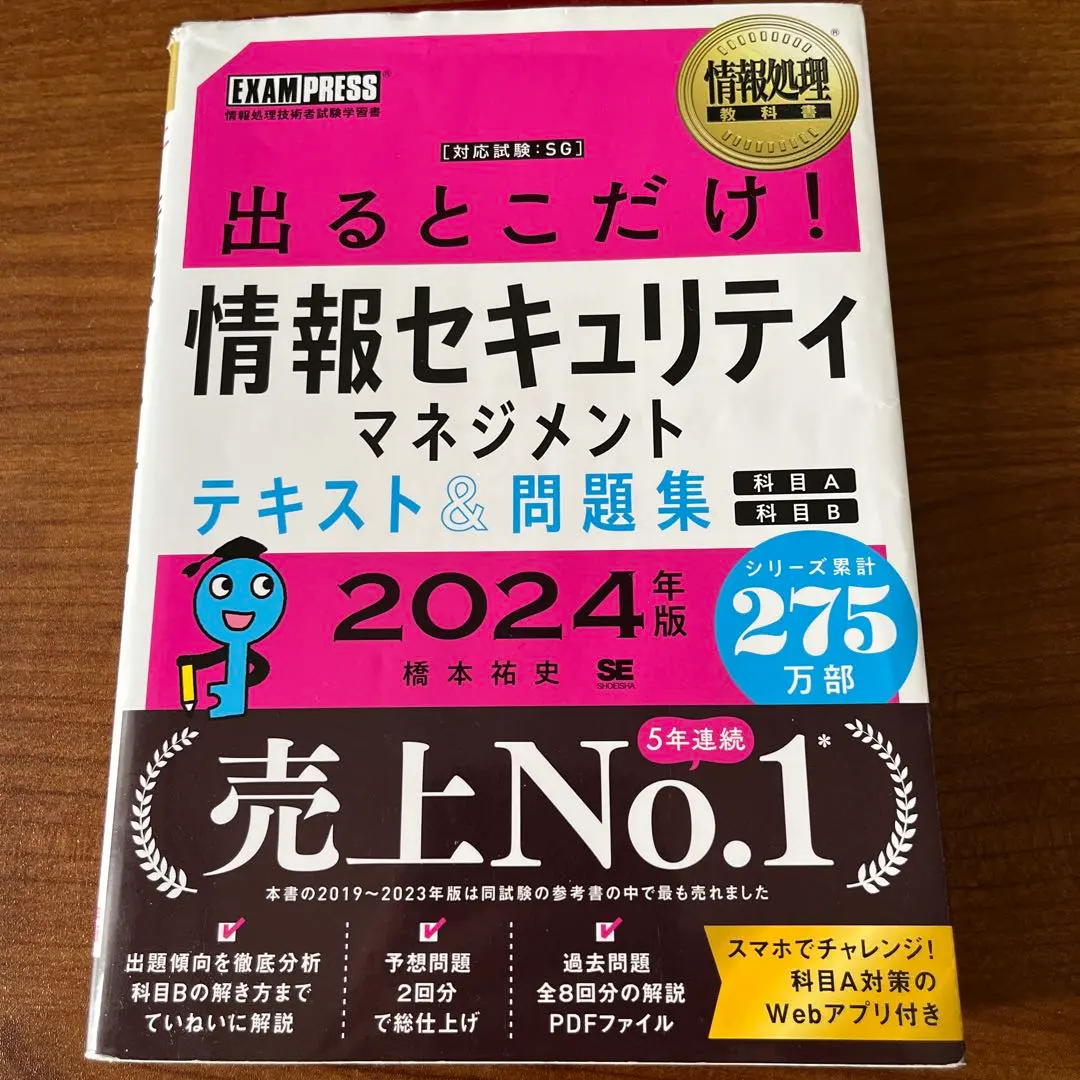 EXAMPRESS®
情報処理技術者試験学習書
情報処理®
教科書
[対応試験:SG]
出るとこだけ!
情報セキュリティ
マネジメント
テキスト&問題集
科目A
科目B
2024年版
橋本祐史
SE
SHOEISHA
シリーズ累計
275
万部
5年連続
売上No.1*
本書の2019〜2023年版は同試験の参考書の中で最も売れました
出題傾向を徹底分析
科目Bの解き方まで
ていねいに解説
予想問題
2回分
で総仕上げ
過去問題
全8回分の解説
PDFファイル
スマホでチャレンジ!
科目A対策の
Webアプリ付き